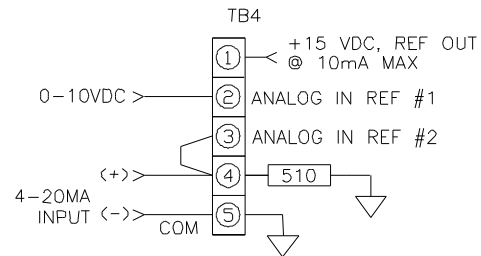 TB4
1
+15 VDC, REF OUT
@ 10mA MAX
0-10VDC
2
ANALOG IN REF #1
3
ANALOG IN REF #2
(+)
4
510
4-20MA
INPUT (-)
COM
5